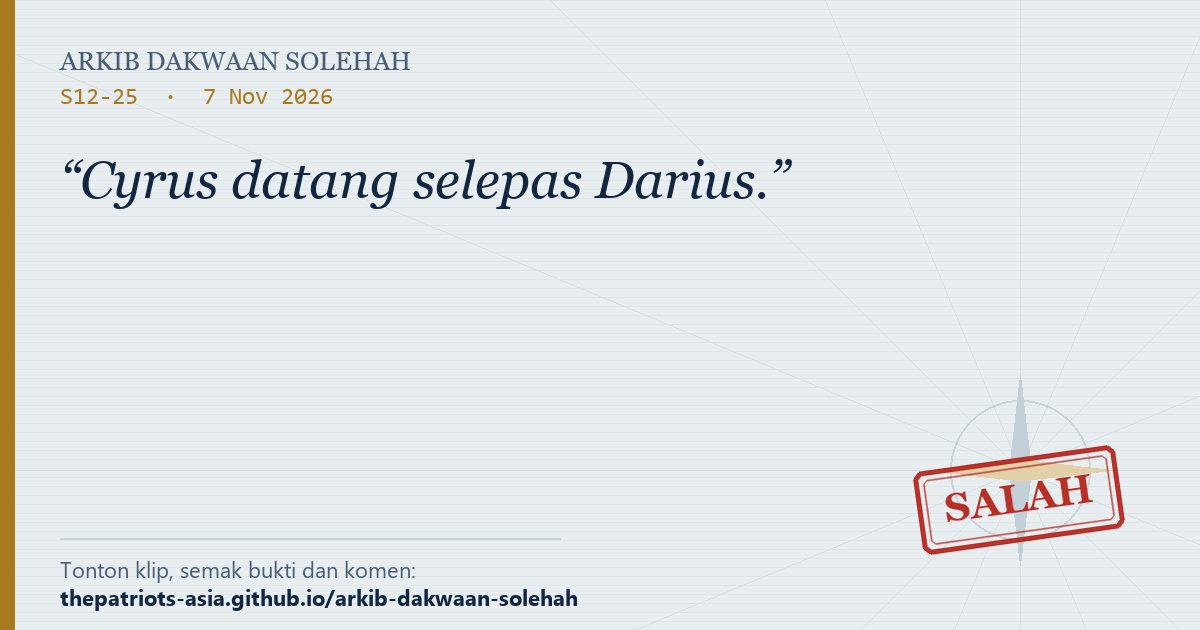 ARKIB DAKWAAN SOLEHAH
S12-25 · 7 Nov 2026
“Cyrus datang selepas Darius.”
SALAH
Tonton klip, semak bukti dan komen:
thepatriots-asia.github.io/arkib-dakwaan-solehah